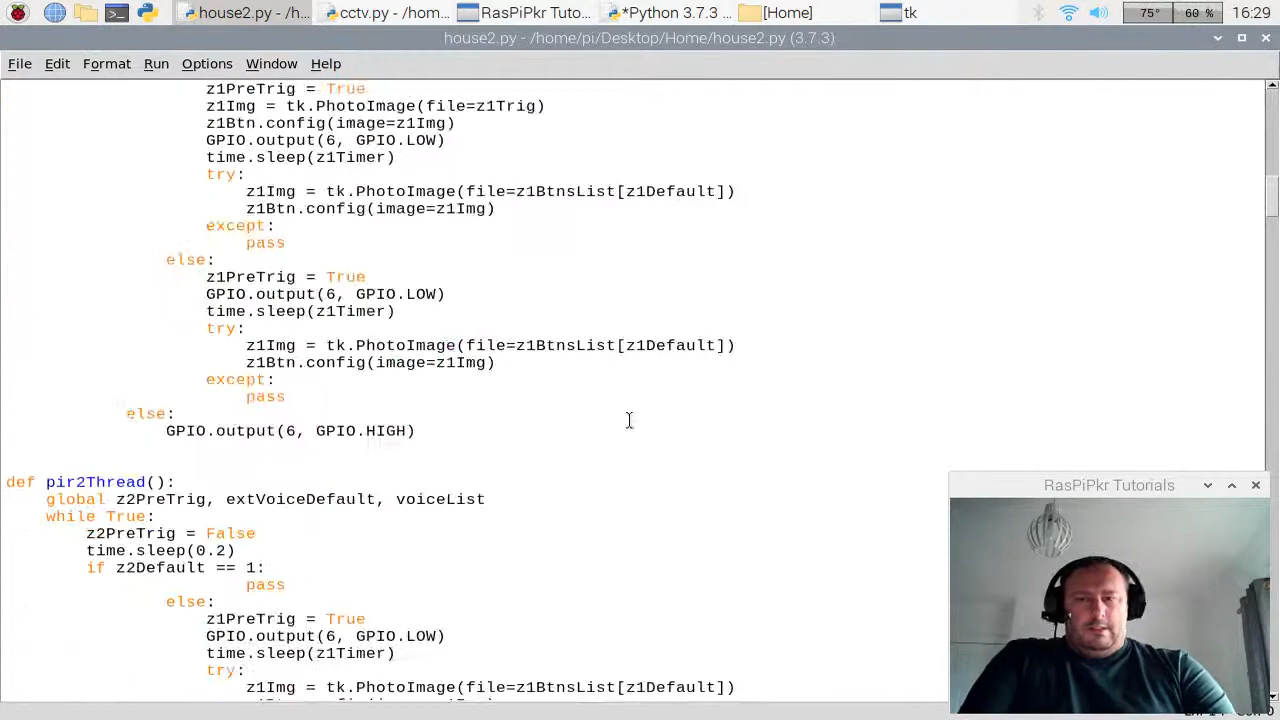 house2.py - /h...
cctv.py - /hom...
RasPiPkr Tuto...
*Python 3.7.3 ...
[Home]
tk
75°
60 %
16:29
house2.py - /home/pi/Desktop/Home/house2.py (3.7.3)
File Edit Format Run Options Window Help
z1PreTrig = True
z1Img = tk.PhotoImage(file=z1Trig)
z1Btn.config(image=z1Img)
GPIO.output(6, GPIO.LOW)
time.sleep(z1Timer)
try:
z1Img = tk.PhotoImage(file=z1BtnsList[z1Default])
z1Btn.config(image=z1Img)
except:
pass
else:
z1PreTrig = True
GPIO.output(6, GPIO.LOW)
time.sleep(z1Timer)
try:
z1Img = tk.PhotoImage(file=z1BtnsList[z1Default])
z1Btn.config(image=z1Img)
except:
pass
else:
GPIO.output(6, GPIO.HIGH)
def pir2Thread():
global z2PreTrig, extVoiceDefault, voiceList
while True:
z2PreTrig = False
time.sleep(0.2)
if z2Default == 1:
pass
else:
z1PreTrig = True
GPIO.output(6, GPIO.LOW)
time.sleep(z1Timer)
try:
z1Img = tk.PhotoImage(file=z1BtnsList[z1Default])
RasPiPkr Tutorials